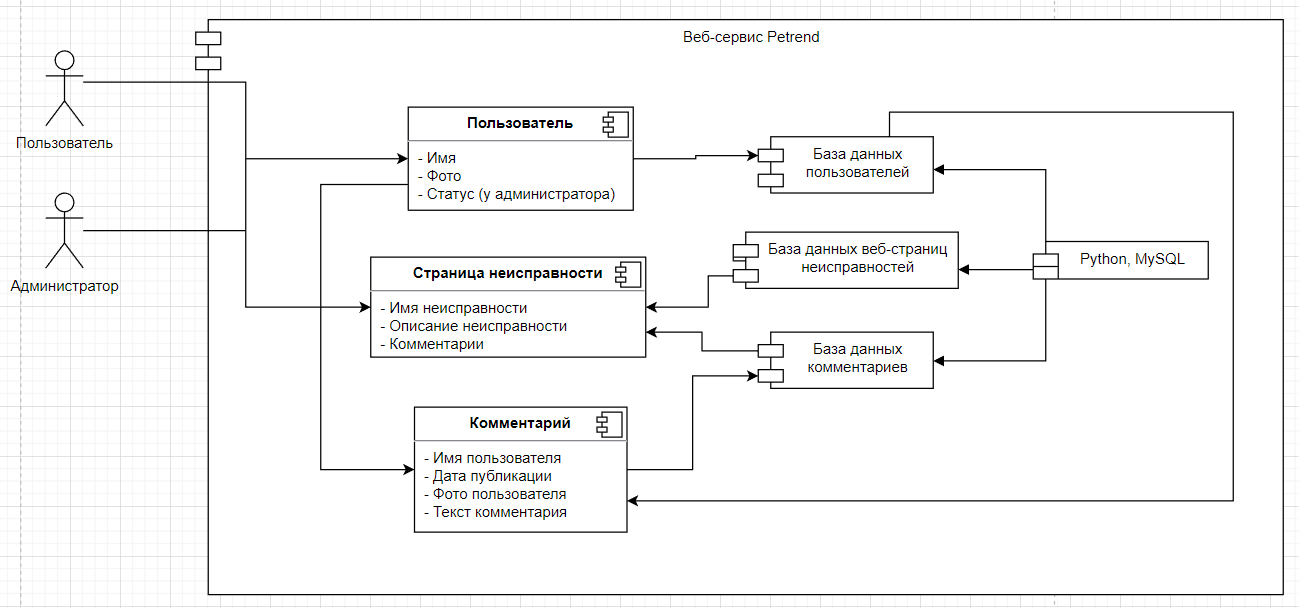 Веб-сервис Petrend
Пользователь
Администратор
Пользователь
- Имя
- Фото
- Статус (у администратора)
Страница неисправности
- Имя неисправности
- Описание неисправности
- Комментарии
Комментарий
- Имя пользователя
- Дата публикации
- Фото пользователя
- Текст комментария
База данных
пользователей
База данных веб-страниц
неисправностей
База данных
комментариев
Python, MySQL